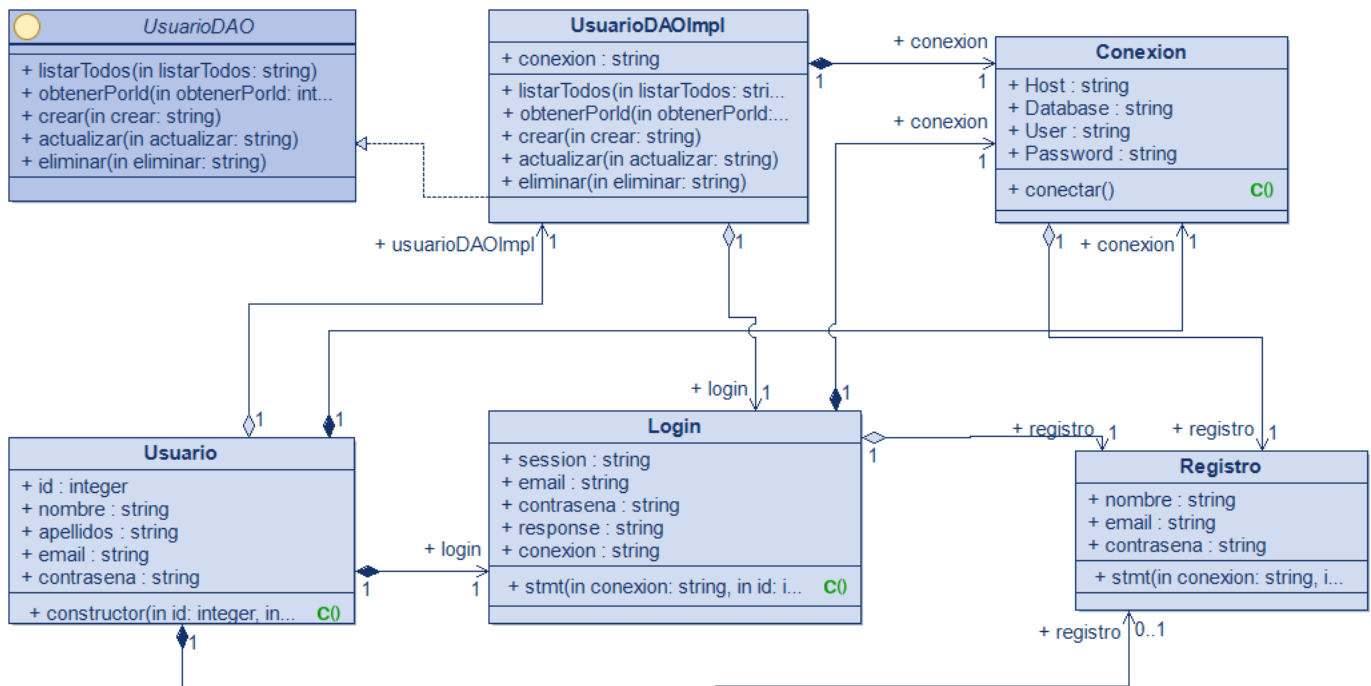 UsuarioDAO
+ listarTodos(in listarTodos: string)
+ obtenerPorId(in obtenerPorId: int...
+ crear(in crear: string)
+ actualizar(in actualizar: string)
+ eliminar(in eliminar: string)
UsuarioDAOImpl
+ conexion : string
+ listarTodos(in listarTodos: stri...
+ obtenerPorId(in obtenerPorId:...
+ crear(in crear: string)
+ actualizar(in actualizar: string)
+ eliminar(in eliminar: string)
+ conexion
1
1
+ conexion
1
Conexion
+ Host : string
+ Database : string
+ User : string
+ Password : string
+ conectar() C()
+ usuarioDAOImpl
1
1
1
+ conexion
1
+ login
1
1
1
1
Usuario
+ id : integer
+ nombre : string
+ apellidos : string
+ email : string
+ contrasena : string
+ constructor(in id: integer, in... C()
+ login
1
1
Login
+ session : string
+ email : string
+ contrasena : string
+ response : string
+ conexion : string
+ stmt(in conexion: string, in id: i... C()
1
+ registro
1
+ registro
1
Registro
+ nombre : string
+ email : string
+ contrasena : string
+ stmt(in conexion: string, i...
1
+ registro
0..1